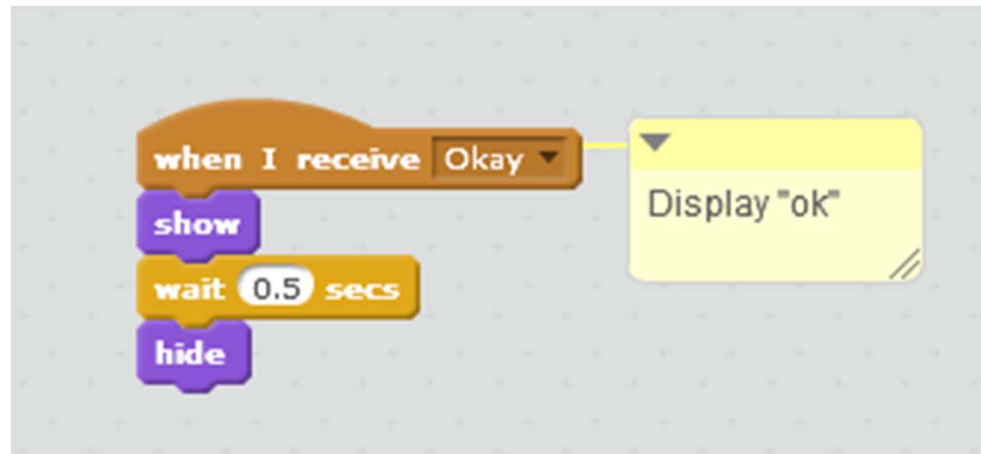 when I receive Okay
Display "ok"
show
wait 0.5 secs
hide